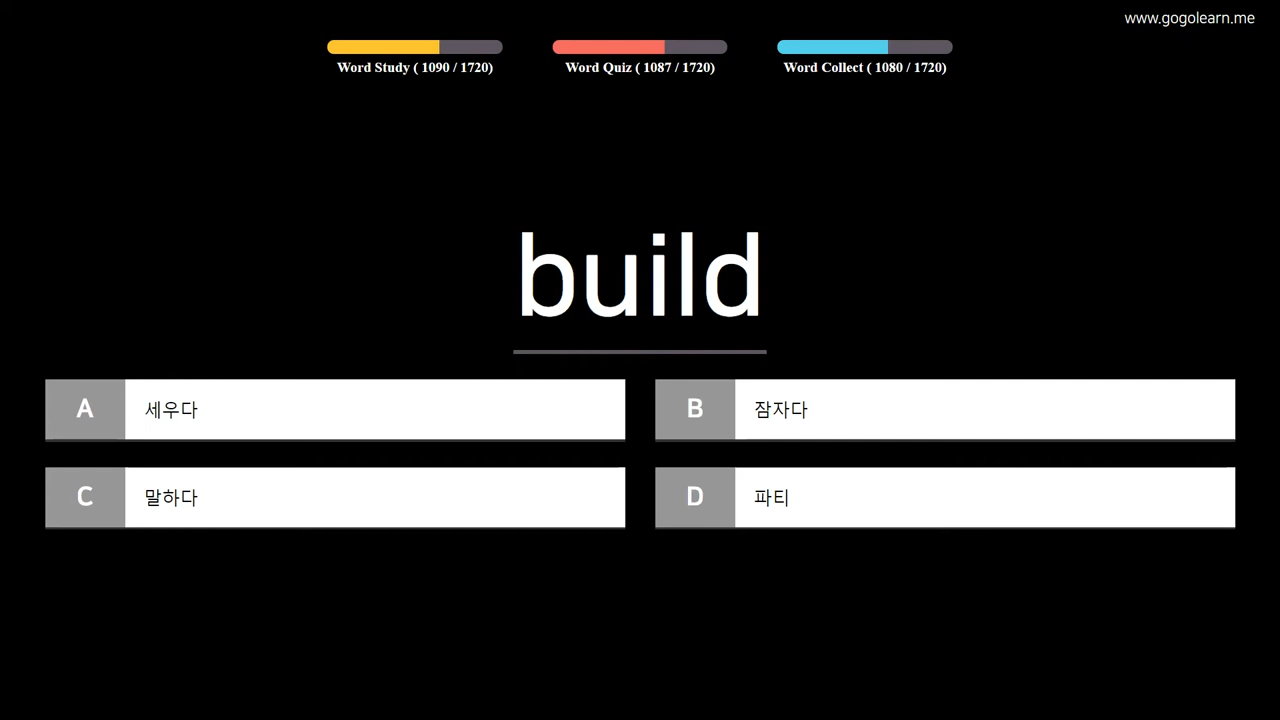 www.gogolearn.me
Word Study ( 1090 / 1720)
Word Quiz ( 1087 / 1720)
Word Collect ( 1080 / 1720)
build
A 세우다
B 잠자다
C 말하다
D 파티